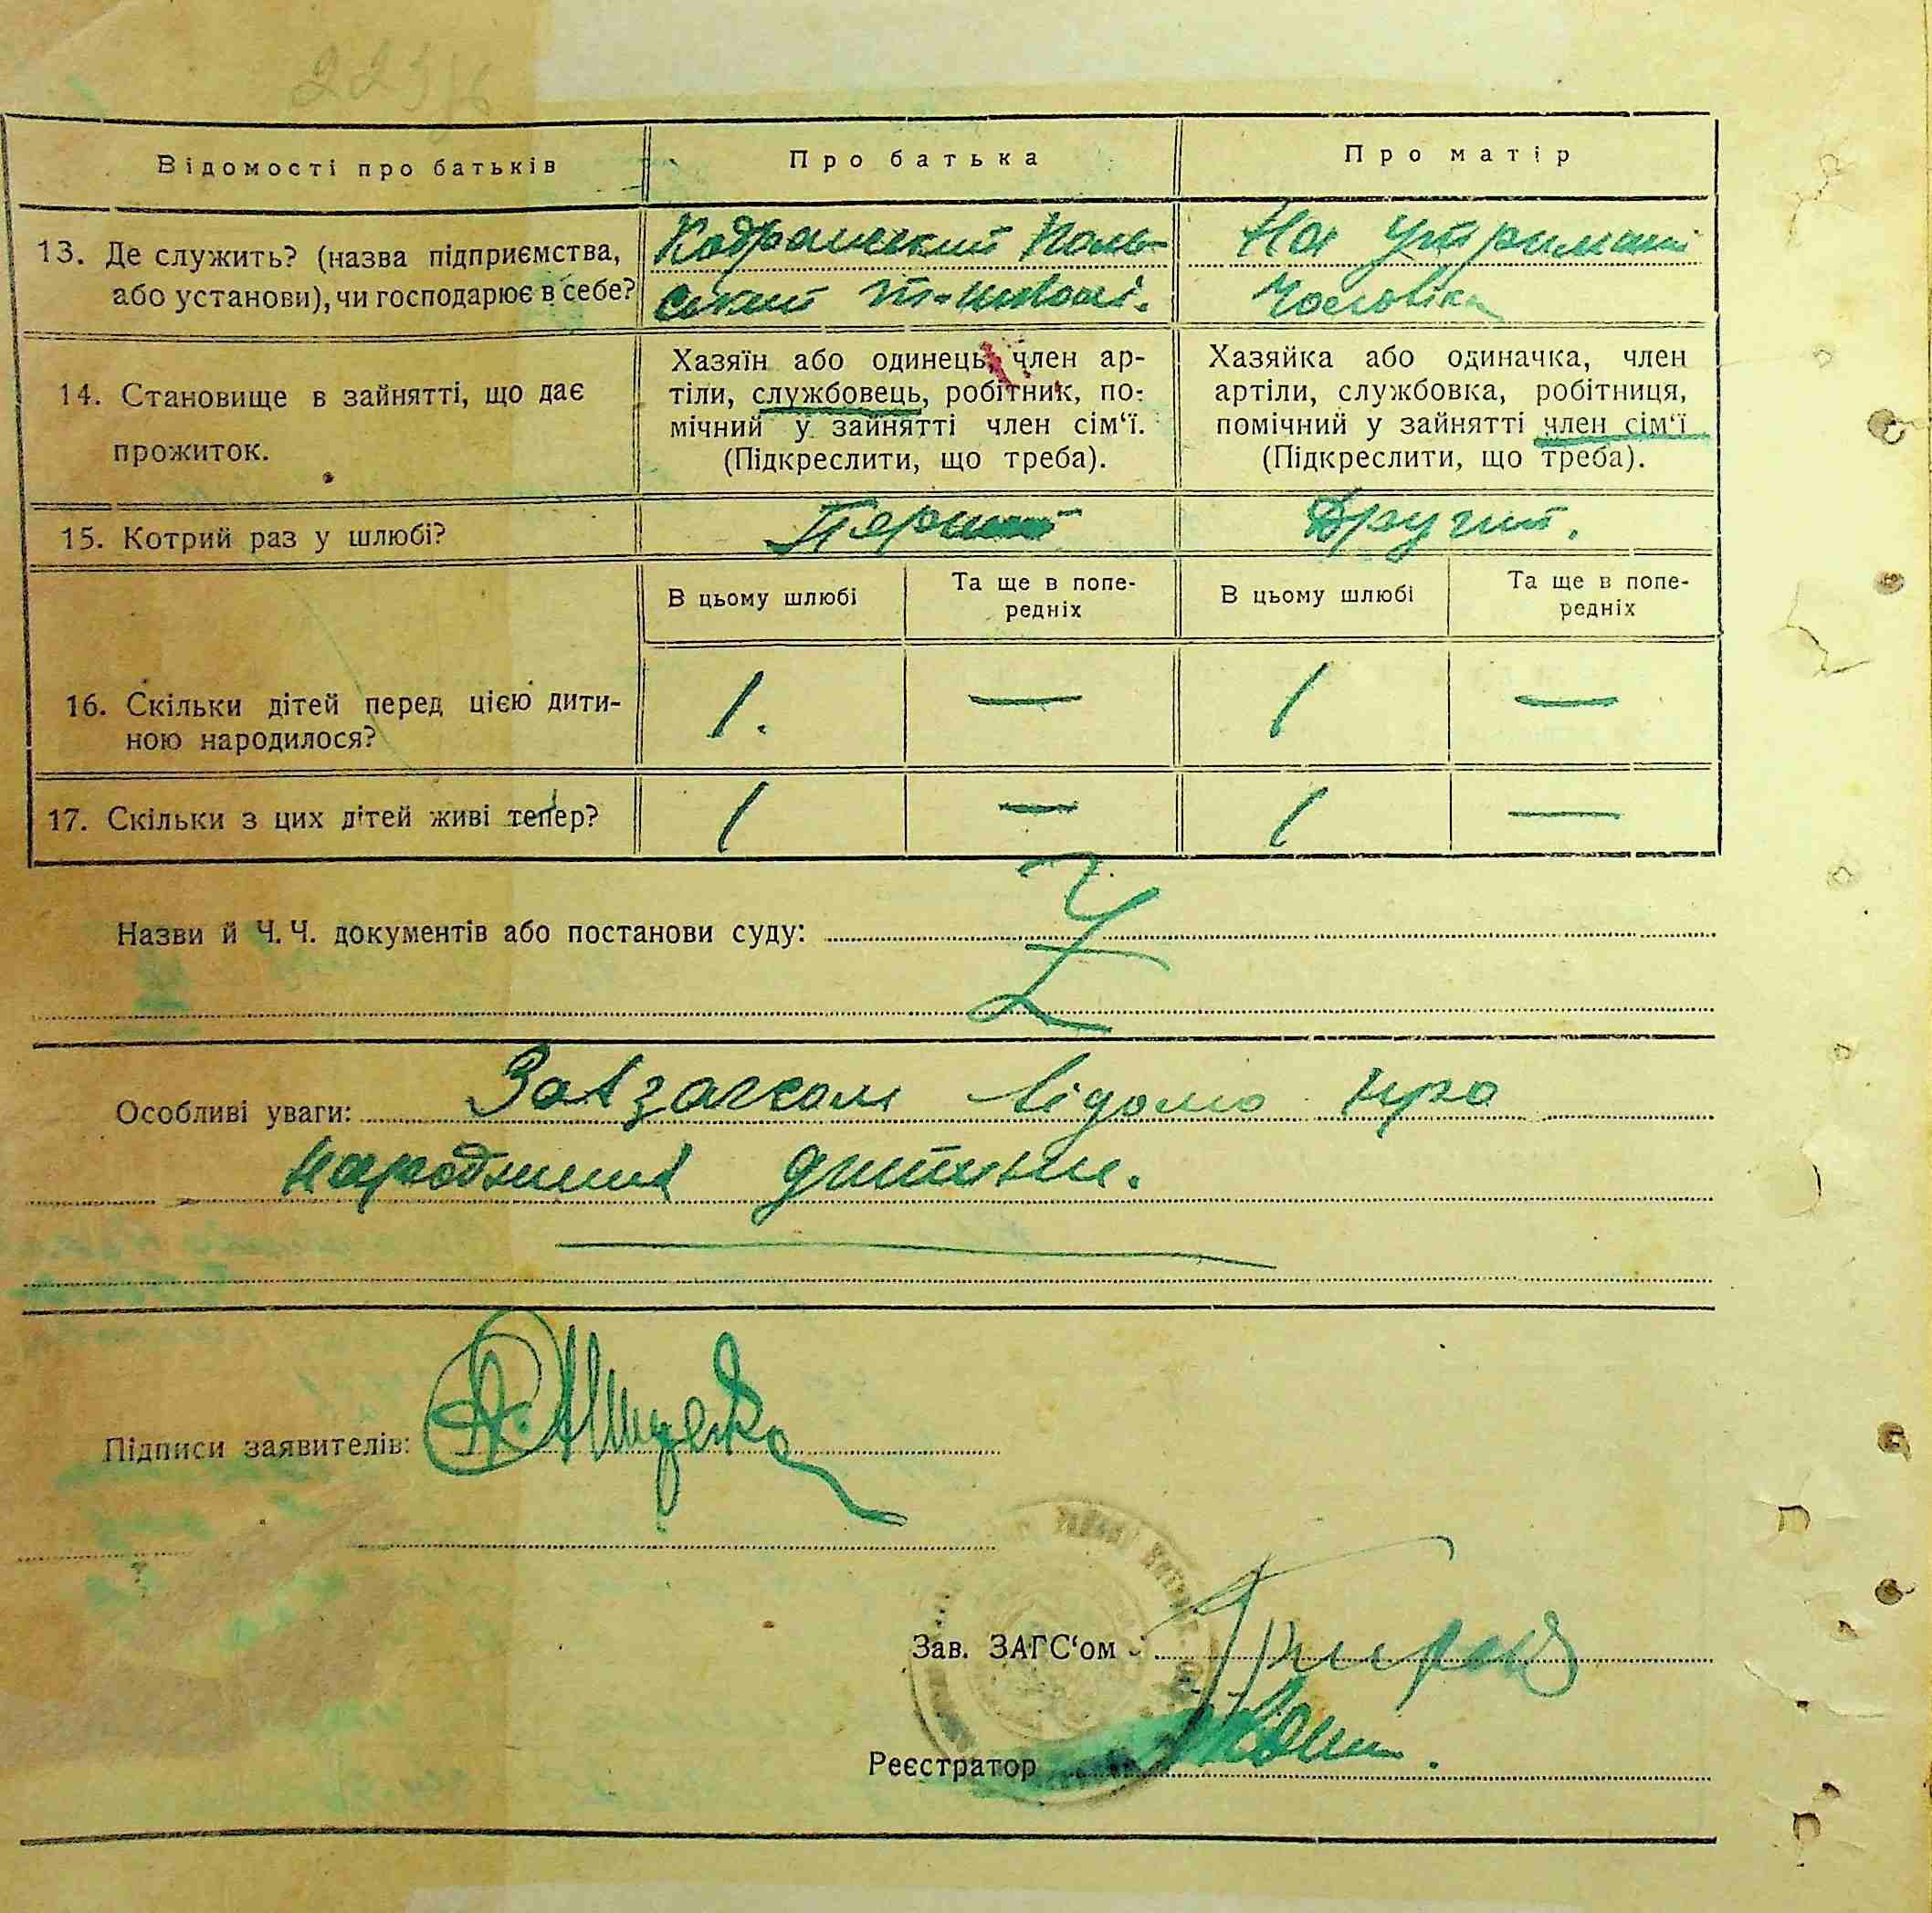 223/6
Відомості про батьків
Про батька
Про матір
13. Де служить? (назва підприємства,
або установи), чи господарює в себе?
На утриманні
Чоловіка
14. Становище в зайнятті, що дає
прожиток.
Хазяїн або одинець, член ар-
тіли, службовець, робітник, по-
мічний у зайнятті член сім‘ї.
(Підкреслити, що треба).
Хазяйка або одиначка, член
артіли, службовка, робітниця,
помічний у зайнятті член сім‘ї
(Підкреслити, що треба).
15. Котрий раз у шлюбі?
Перший
Другий.
В цьому шлюбі
Та ще в попе-
редніх
В цьому шлюбі
Та ще в попе-
редніх
16. Скільки дітей перед цією дити-
ною народилося?
1. — 1 —
17. Скільки з цих дітей живі тепер?
1 — 1 —
Назви й Ч. Ч. документів або постанови суду:
Особливі уваги: Завзагсом відомо про
народження дитини.
Підписи заявителів:
Зав. ЗАГС‘ом
Реєстратор